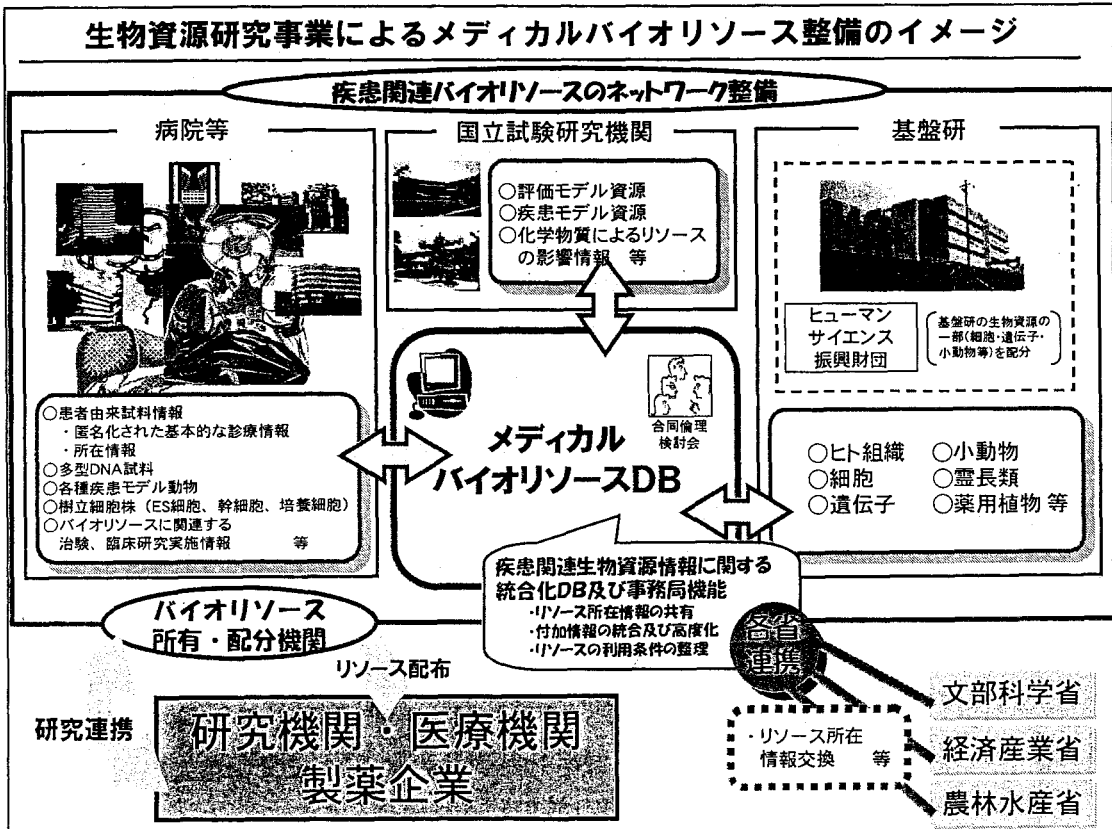 生物資源研究事業によるメディカルバイオリソース整備のイメージ
疾患関連バイオリソースのネットワーク整備
病院等
○患者由来試料情報
・匿名化された基本的な診療情報
・所在情報
○多型DNA試料
○各種疾患モデル動物
○樹立細胞株（ES細胞、幹細胞、培養細胞）
○バイオリソースに関連する
治験、臨床研究実施情報 等
国立試験研究機関
○評価モデル資源
○疾患モデル資源
○化学物質によるリソース
の影響情報 等
基盤研
ヒューマン
サイエンス
振興財団
基盤研の生物資源の
一部(細胞・遺伝子・
小動物等)を配分
○ヒト組織 ○小動物
○細胞 ○霊長類
○遺伝子 ○薬用植物 等
合同倫理
検討会
メディカル
バイオリソースDB
疾患関連生物資源情報に関する
統合化DB及び事務局機能
・リソース所在情報の共有
・付加情報の統合及び高度化
・リソースの利用条件の整理
バイオリソース
所有・配分機関
リソース配布
研究連携
研究機関・医療機関
製薬企業
各省
連携
・リソース所在
情報交換 等
文部科学省
経済産業省
農林水産省